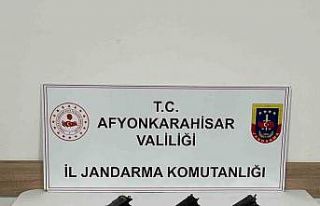 T.C.
AFYONKARAHİSAR
VALİLİĞİ
İL JANDARMA KOMUTANLIĞI